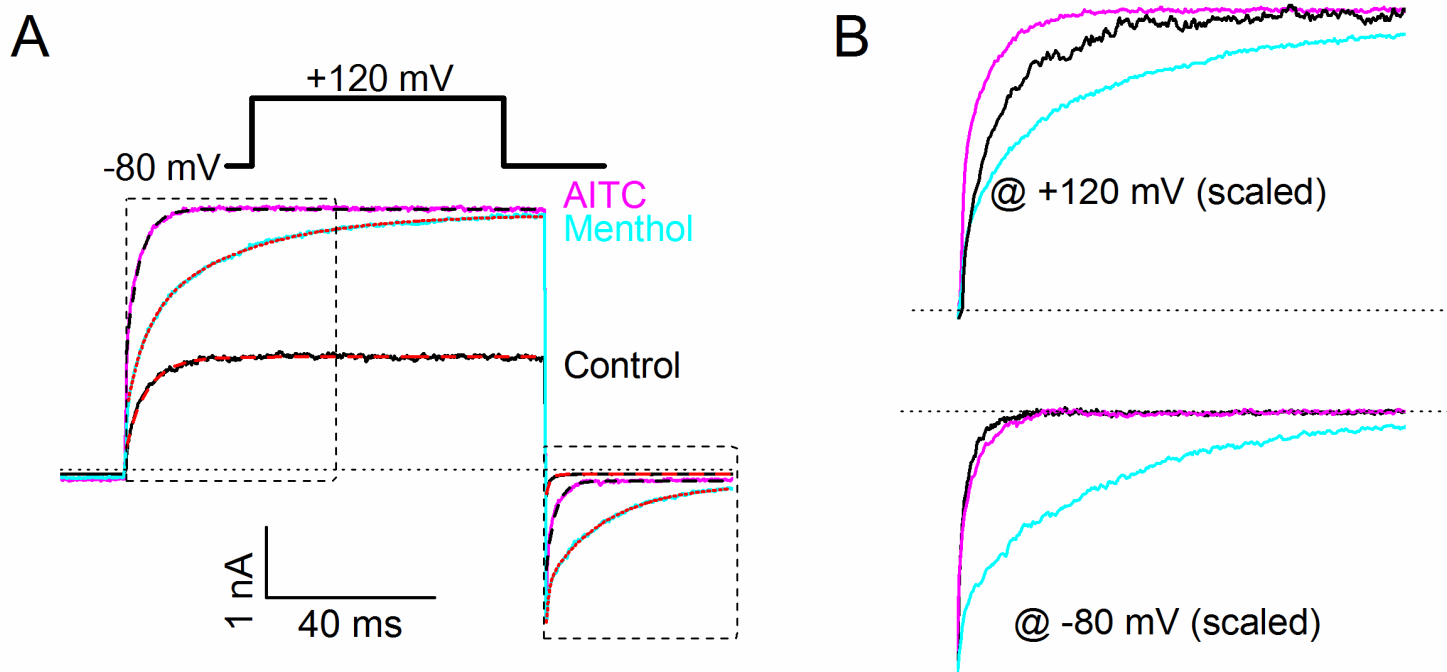 A
+120 mV
-80 mV
AITC
Menthol
Control
1 nA
40 ms
B
@ +120 mV (scaled)
@ -80 mV (scaled)